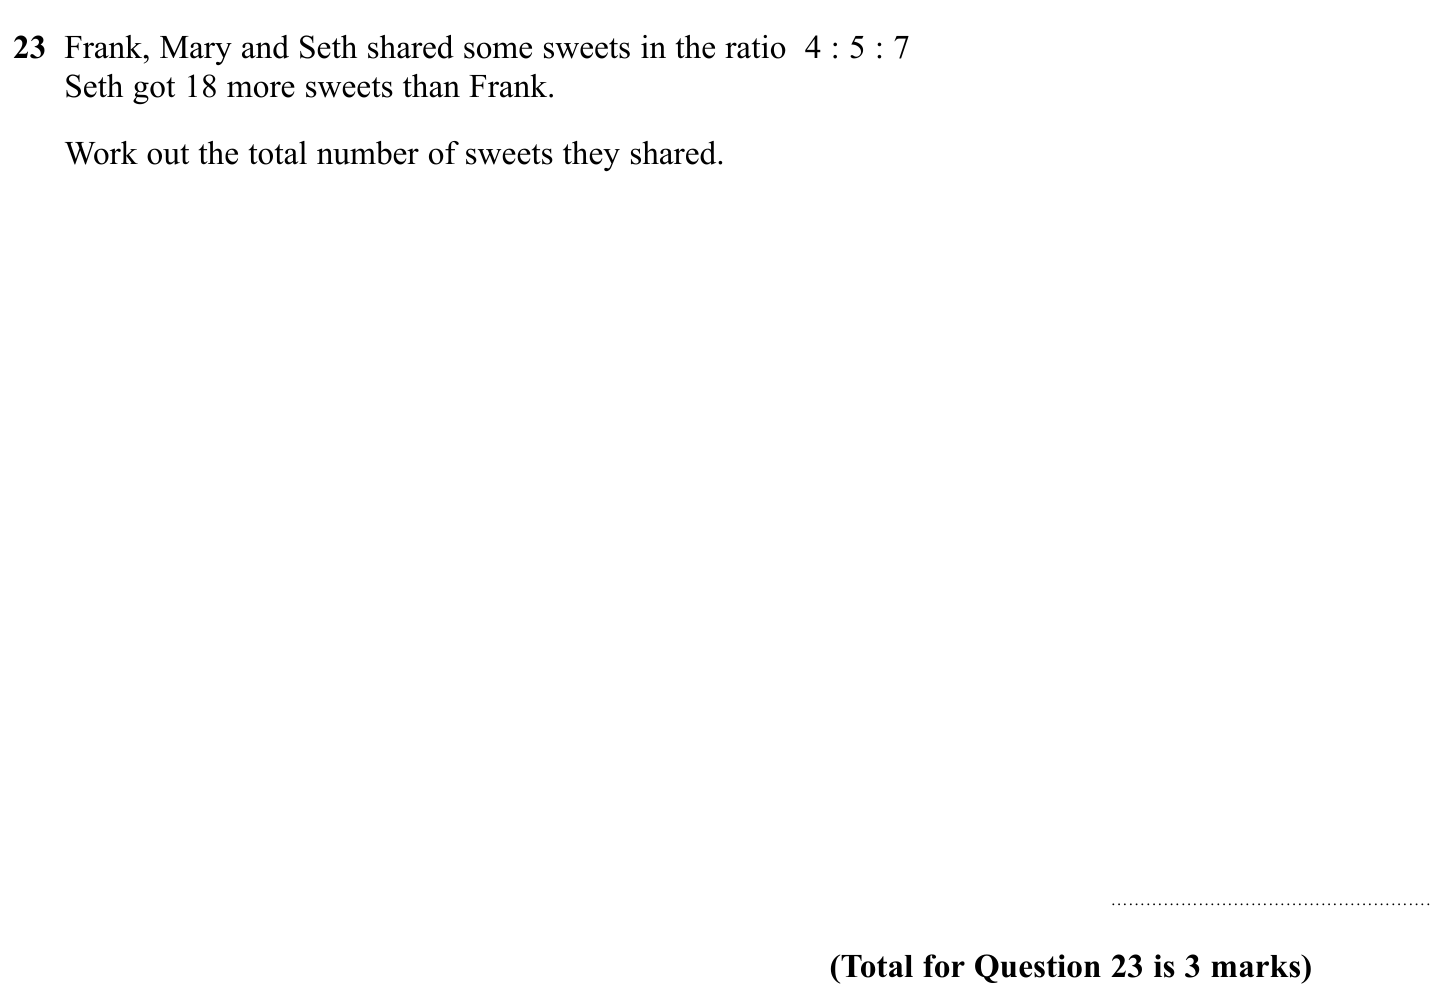 23 Frank, Mary and Seth shared some sweets in the ratio 4 : 5 : 7
Seth got 18 more sweets than Frank.
Work out the total number of sweets they shared.
(Total for Question 23 is 3 marks)